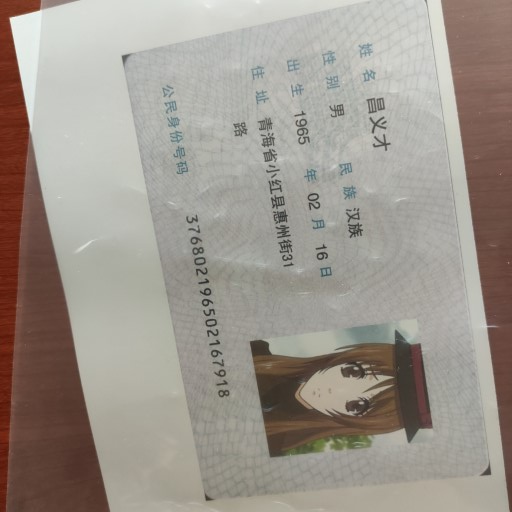 姓名 昌义才
性别 男 民族 汉族
出生 1965 年 02 月 16 日
住址 青海省小红县惠州街31
路
公民身份号码 376802196502167918